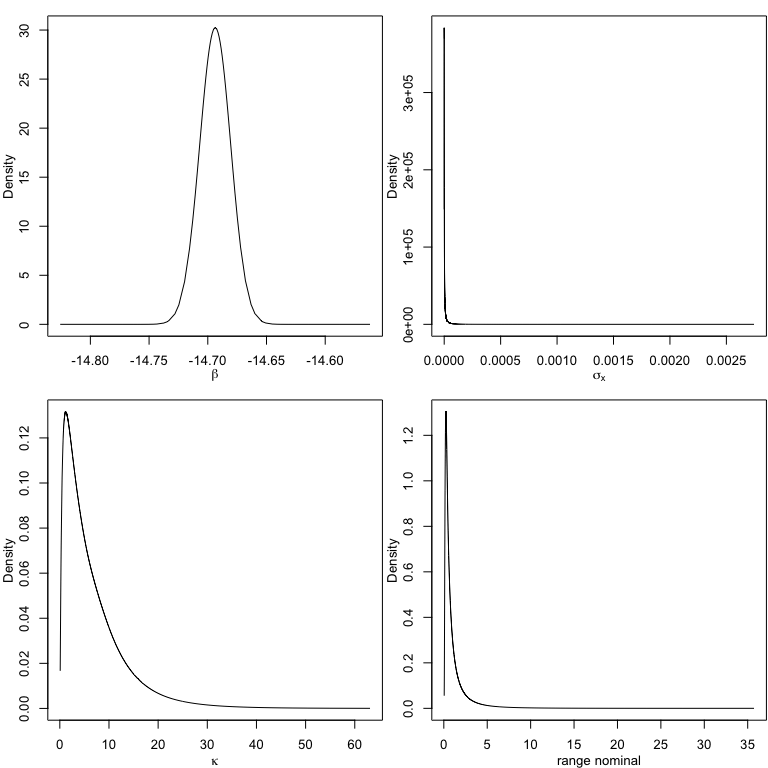 Density
30
25
20
15
10
5
0
-14.80 -14.75 -14.70 -14.65 -14.60
β
Density
3e+05
2e+05
1e+05
0e+00
0.0000 0.0005 0.0010 0.0015 0.0020 0.0025
σx
Density
0.12
0.10
0.08
0.06
0.04
0.02
0.00
0 10 20 30 40 50 60
κ
Density
1.2
1.0
0.8
0.6
0.4
0.2
0.0
0 5 10 15 20 25 30 35
range nominal